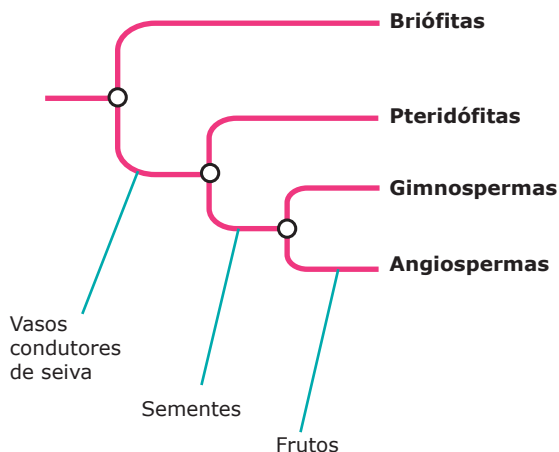 Briófitas
Pteridófitas
Gimnospermas
Angiospermas
Vasos
condutores
de seiva
Sementes
Frutos